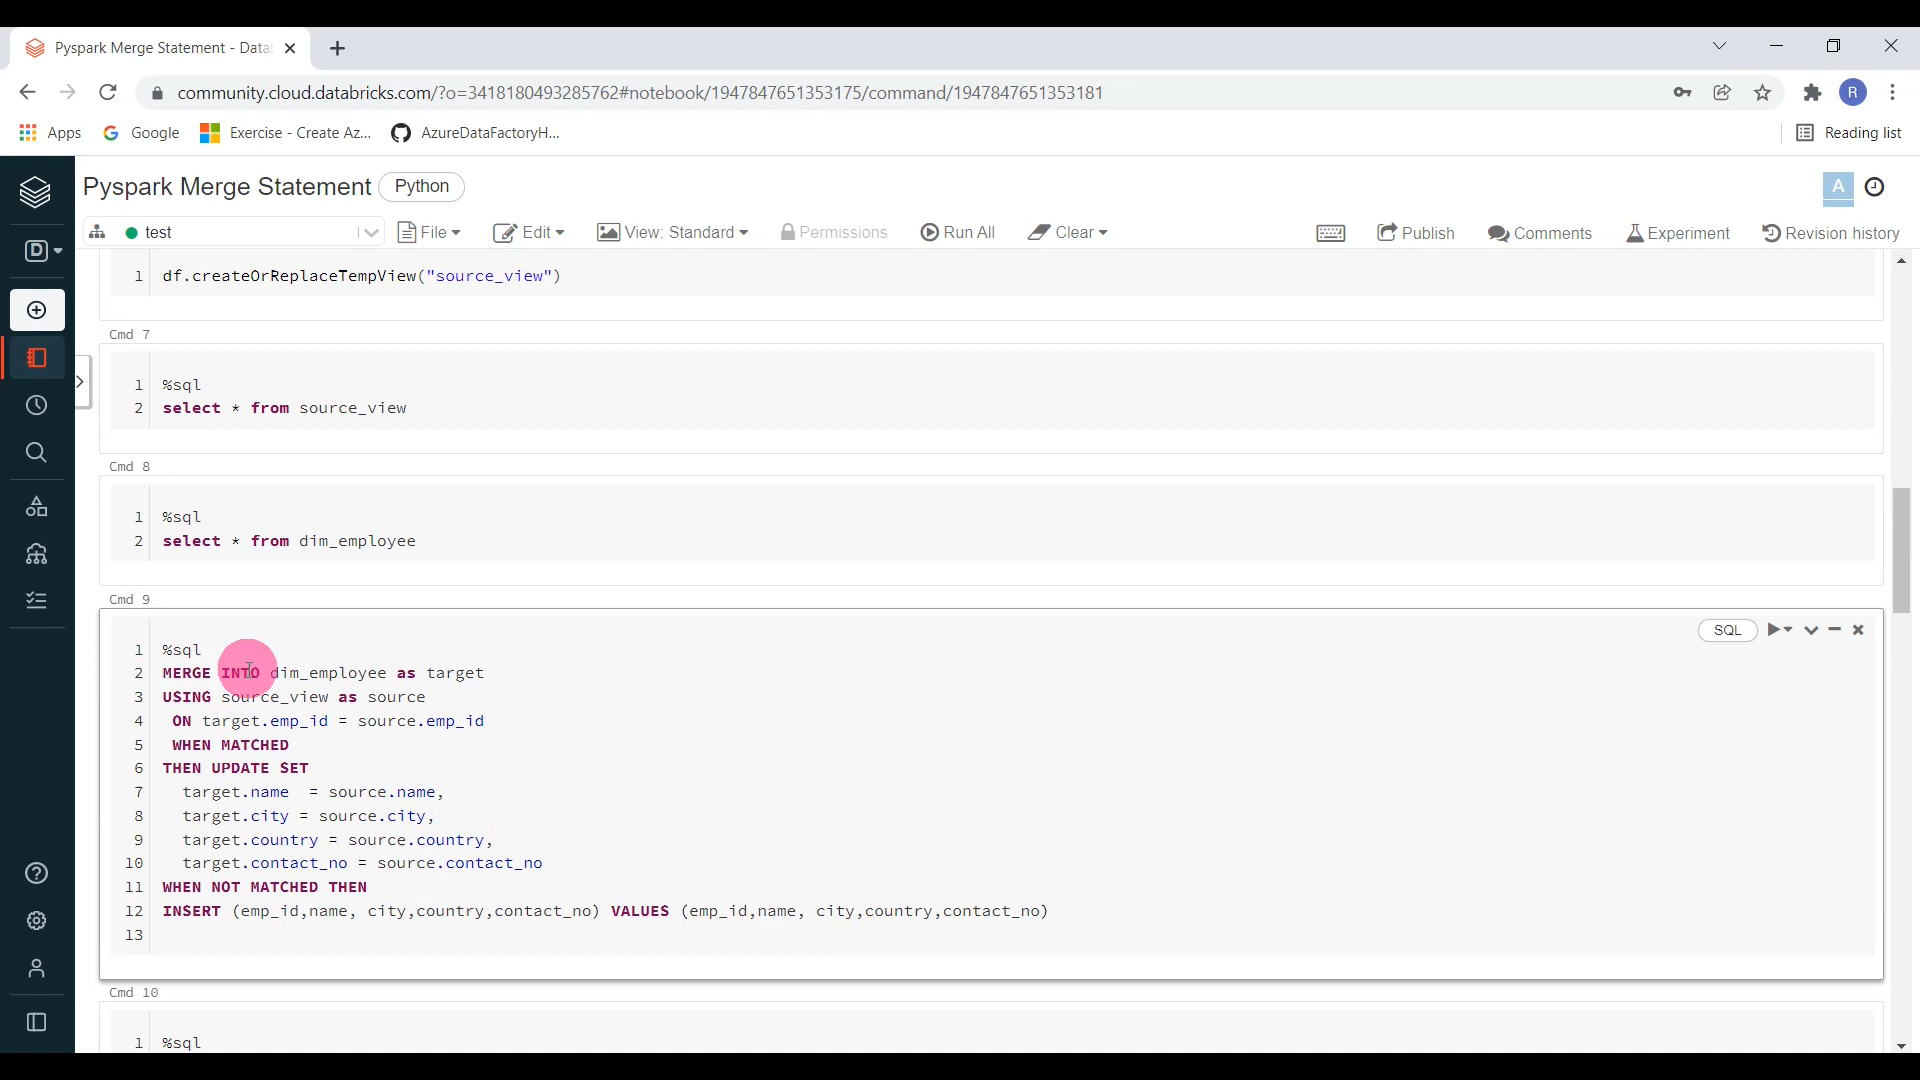 Pyspark Merge Statement - Data
community.cloud.databricks.com/?o=3418180493285762#notebook/1947847651353175/command/1947847651353181
R
Apps
Google
Exercise - Create Az...
AzureDataFactoryH...
Reading list
Pyspark Merge Statement
Python
A
D
test
File
Edit
View: Standard
Permissions
Run All
Clear
Publish
Comments
Experiment
Revision history
1 df.createOrReplaceTempView("source_view")
Cmd 7
1 %sql
2 select * from source_view
Cmd 8
1 %sql
2 select * from dim_employee
Cmd 9
SQL
1 %sql
2 MERGE INTO dim_employee as target
3 USING source_view as source
4 ON target.emp_id = source.emp_id
5 WHEN MATCHED
6 THEN UPDATE SET
7 target.name = source.name,
8 target.city = source.city,
9 target.country = source.country,
10 target.contact_no = source.contact_no
11 WHEN NOT MATCHED THEN
12 INSERT (emp_id,name, city,country,contact_no) VALUES (emp_id,name, city,country,contact_no)
13
Cmd 10
1 %sql